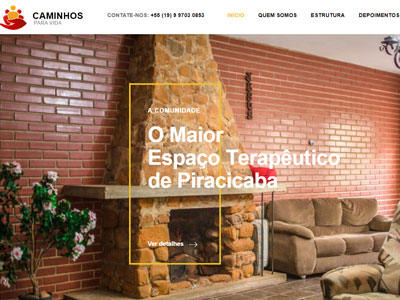 CAMINHOS
PARA VIDA
CONTATE-NOS: +55 (19) 9 9703 0853
INÍCIO
QUEM SOMOS
ESTRUTURA
DEPOIMENTOS
A COMUNIDADE
O Maior
Espaço Terapêutico
de Piracicaba
Ver detalhes